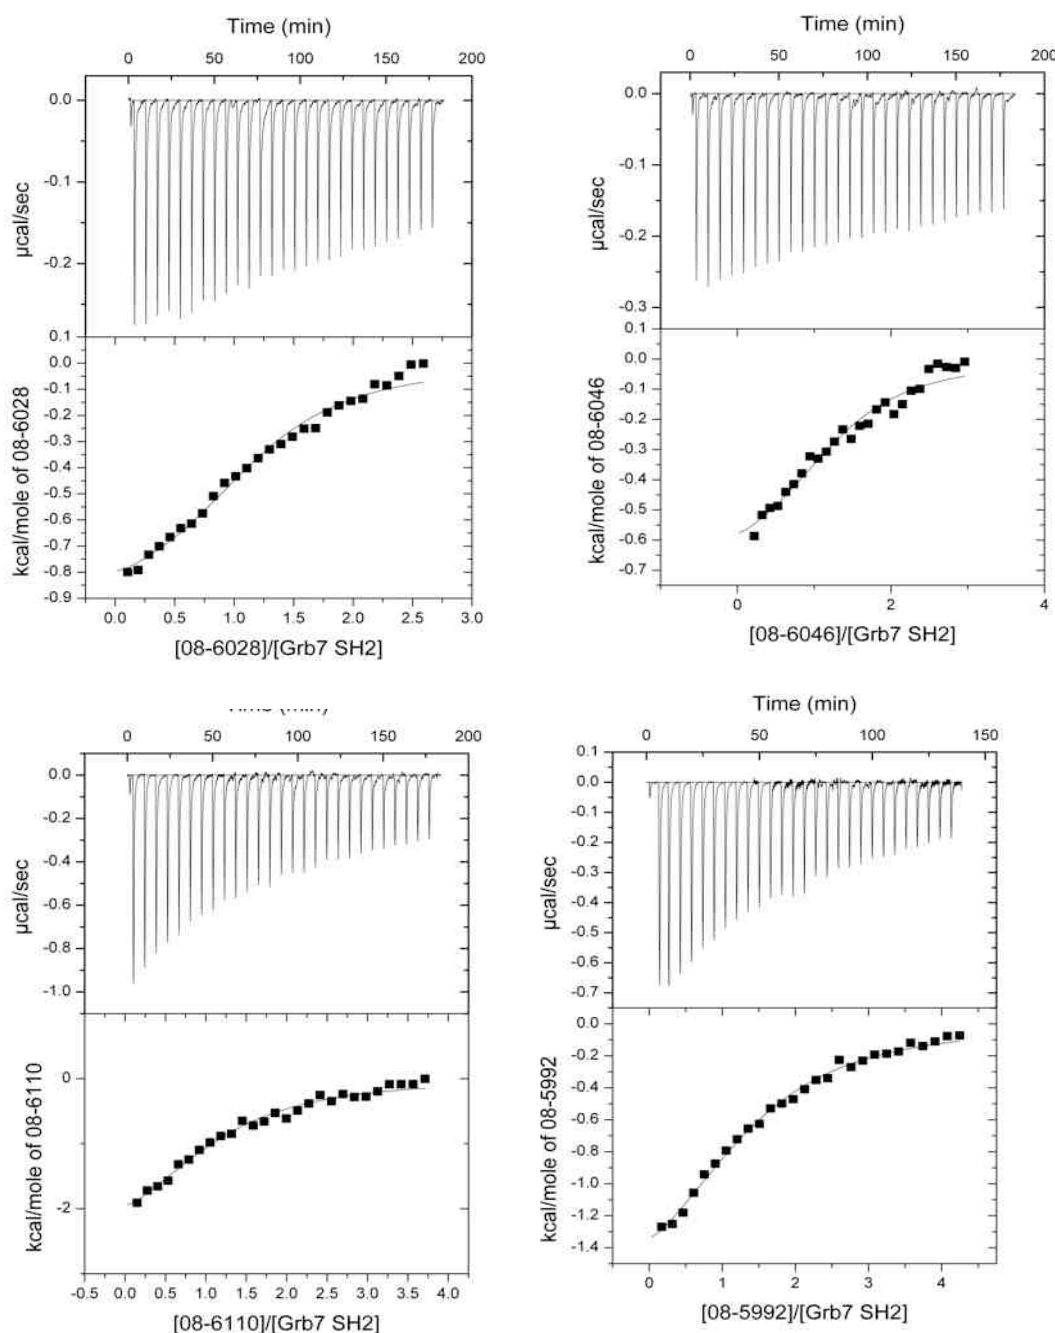 Time (min)
0 50 100 150 200
0.0
-0.1
-0.2
µcal/sec
0.1
0.0
-0.1
-0.2
-0.3
-0.4
-0.5
-0.6
-0.7
-0.8
-0.9
kcal/mole of 08-6028
0.0 0.5 1.0 1.5 2.0 2.5 3.0
[08-6028]/[Grb7 SH2]
Time (min)
0 50 100 150 200
0.0
-0.1
-0.2
-0.3
µcal/sec
0.1
0.0
-0.1
-0.2
-0.3
-0.4
-0.5
-0.6
-0.7
kcal/mole of 08-6046
0 2 4
[08-6046]/[Grb7 SH2]
Time (min)
0 50 100 150 200
0.0
-0.2
-0.4
-0.6
-0.8
-1.0
µcal/sec
0
-2
kcal/mole of 08-6110
-0.5 0.0 0.5 1.0 1.5 2.0 2.5 3.0 3.5 4.0
[08-6110]/[Grb7 SH2]
Time (min)
0 50 100 150
0.1
0.0
-0.1
-0.2
-0.3
-0.4
-0.5
-0.6
-0.7
µcal/sec
0.0
-0.2
-0.4
-0.6
-0.8
-1.0
-1.2
-1.4
kcal/mole of 08-5992
0 1 2 3 4
[08-5992]/[Grb7 SH2]